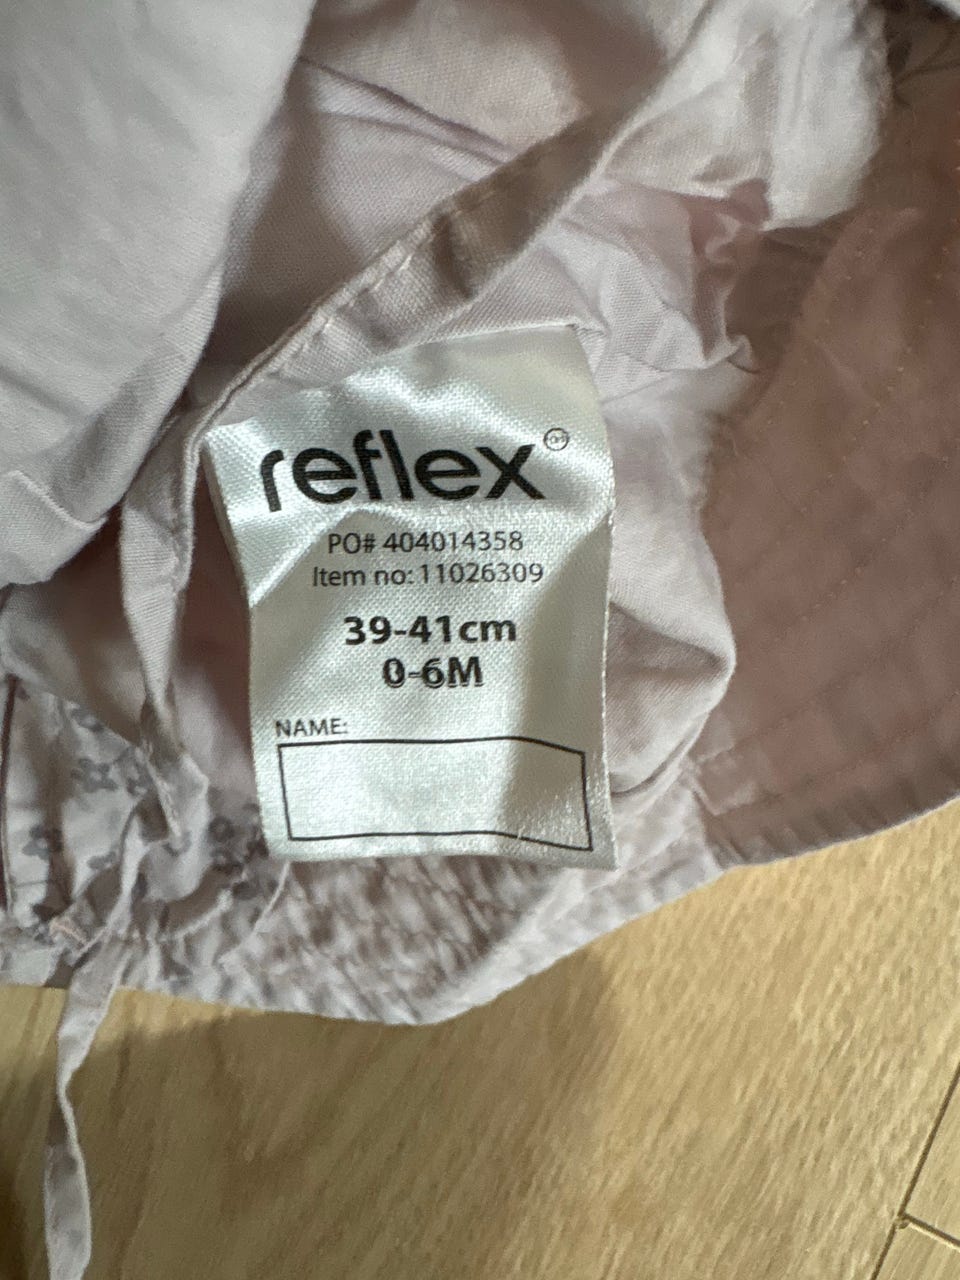 reflex
PO# 404014358
Item no: 11026309
39-41cm
0-6M
NAME: